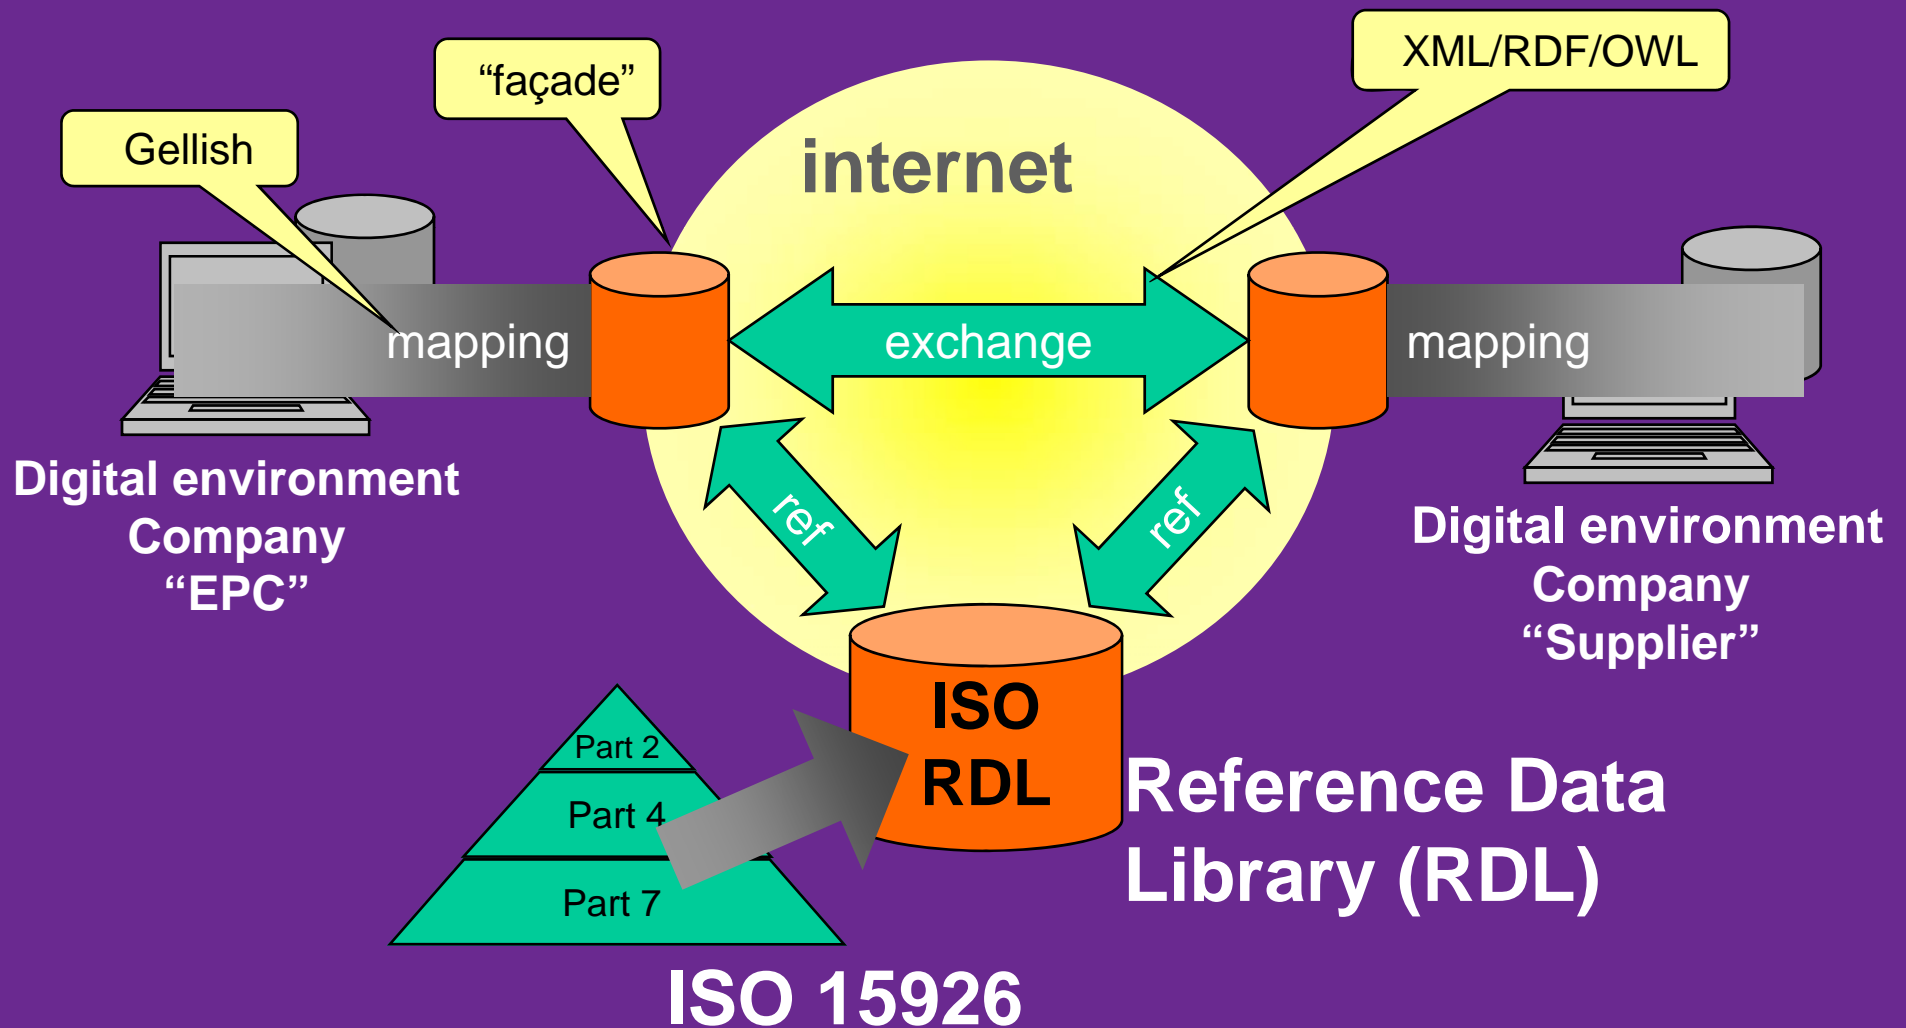 XML/RDF/OWL
“façade”
Gellish
internet
mapping
exchange
mapping
Digital environment
Company
“EPC”
ref
ref
Digital environment
Company
“Supplier”
ISO
RDL
Part 2
Part 4
Part 7
Reference Data
Library (RDL)
ISO 15926